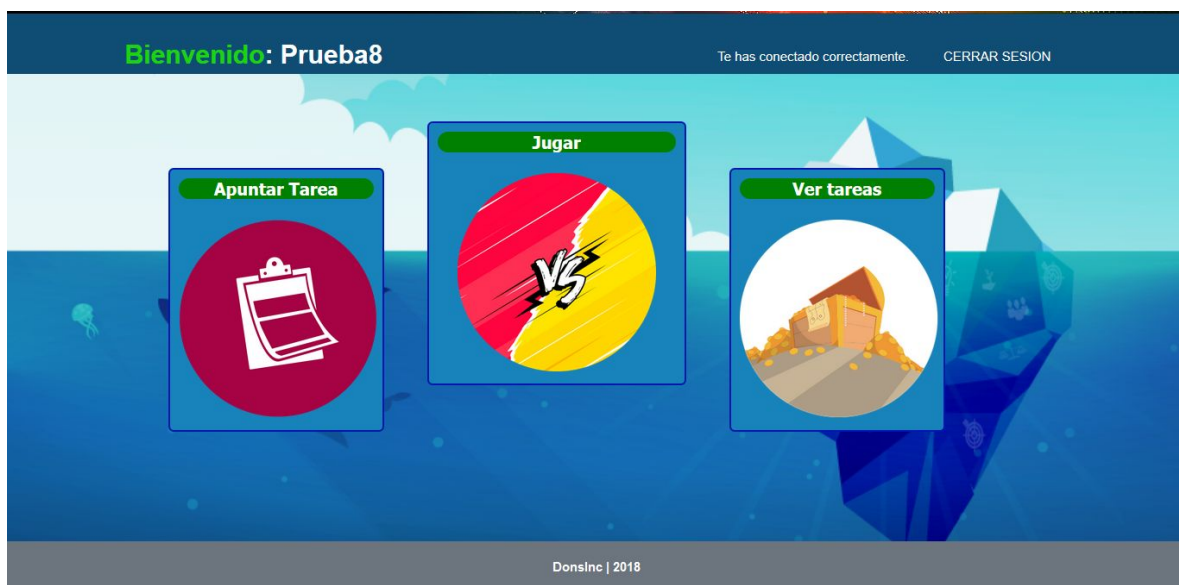 Bienvenido: Prueba8
Te has conectado correctamente.
CERRAR SESION
Jugar
Apuntar Tarea
Ver tareas
VS
DonsInc | 2018